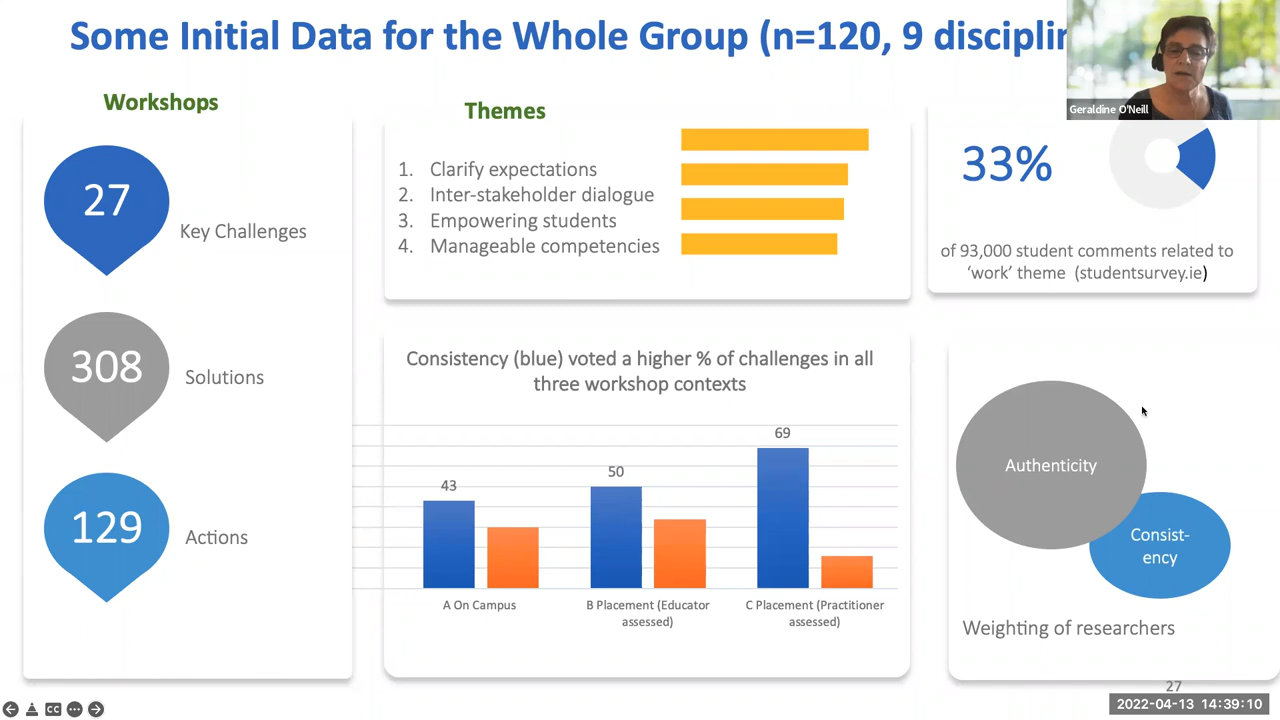 Some Initial Data for the Whole Group (n=120, 9
Geraldine O'Neill
Workshops
27
Key Challenges
308
Solutions
129
Actions
Themes
1. Clarify expectations
2. Inter-stakeholder dialogue
3. Empowering students
4. Manageable competencies
33%
of 93,000 student comments related to
‘work’ theme (studentsurvey.ie)
Consistency (blue) voted a higher % of challenges in all
three workshop contexts
43
50
69
A On Campus
B Placement (Educator
assessed)
C Placement (Practitioner
assessed)
Authenticity
Consist-
ency
Weighting of researchers
27
2022-04-13 14:39:10